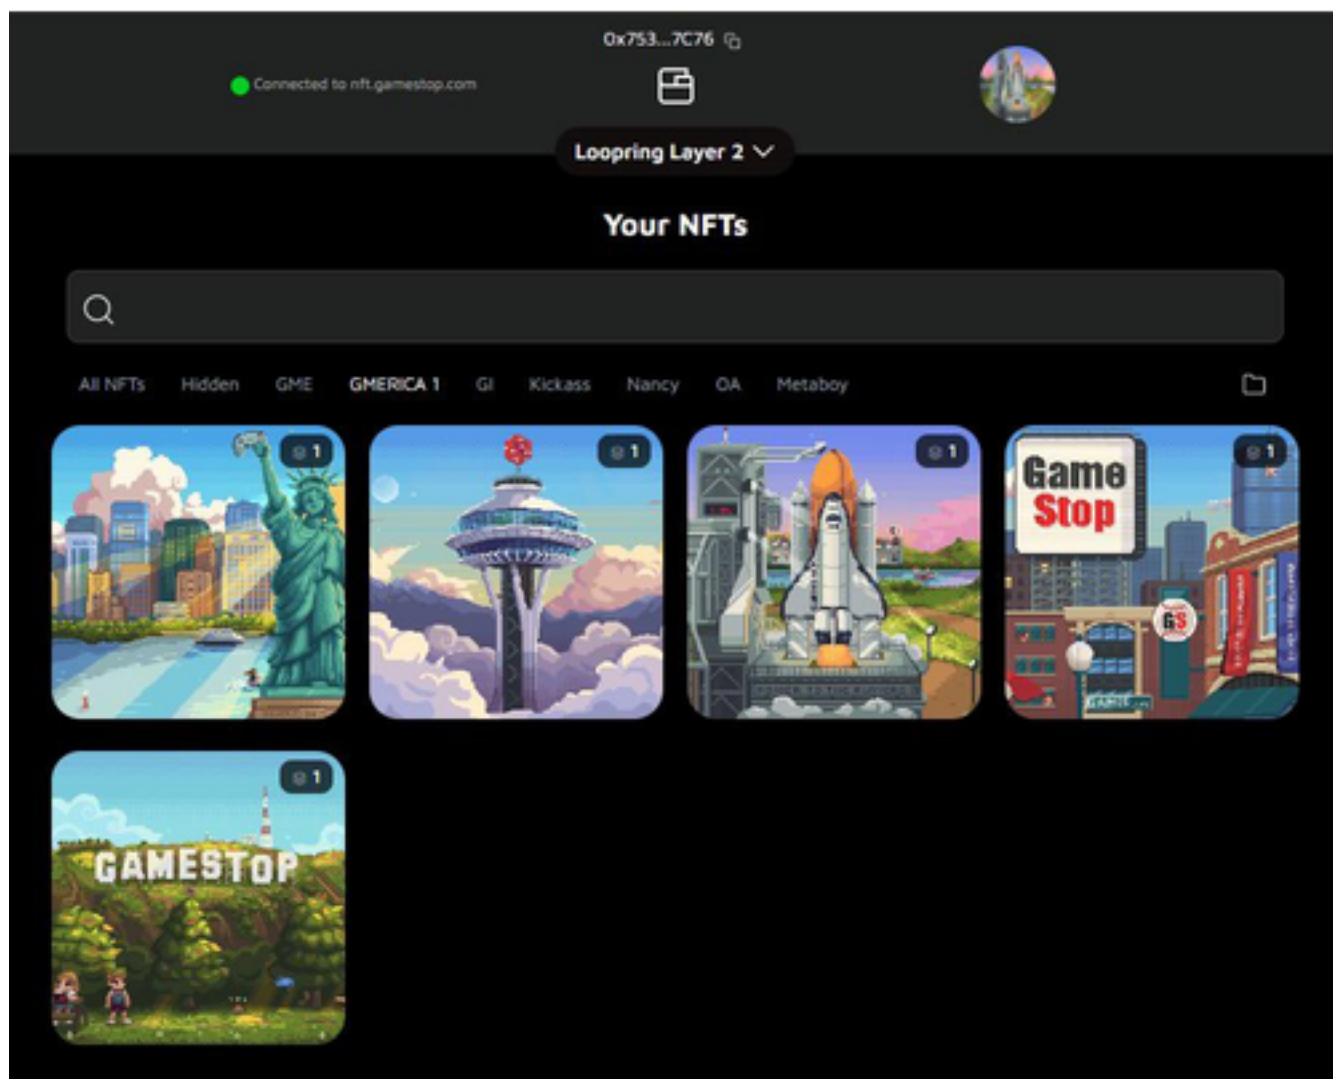 0x753...7C76
Connected to nft.gamestop.com
Loopring Layer 2
Your NFTs
All NFTs Hidden GME GMERICA 1 GI Kickass Nancy OA Metaboy
1 1 1 1
Game
Stop
GS
GAME
1
GAMESTOP